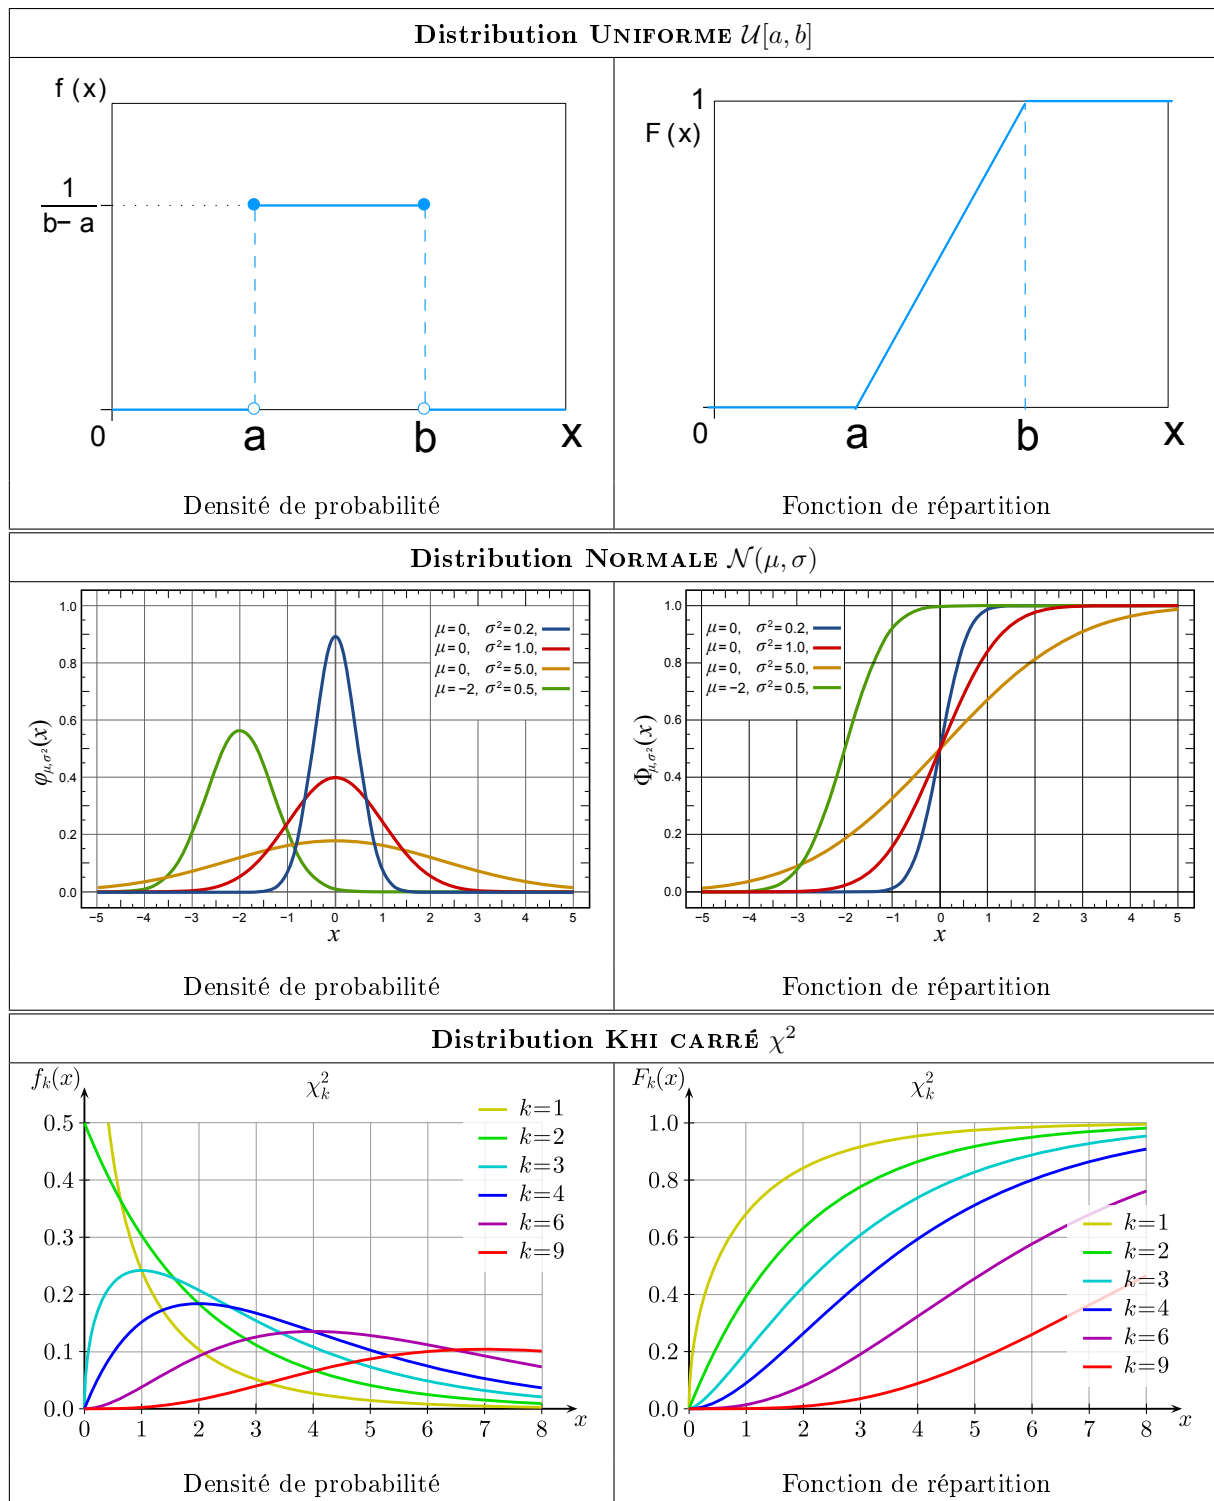 Distribution UNIFORME 𝒰[a, b]
f (x)
1
b− a
0
a
b
x
Densité de probabilité
1
F (x)
0
a
b
x
Fonction de répartition
Distribution NORMALE 𝒩(μ, σ)
1.0
0.8
0.6
0.4
0.2
0.0
φμ,σ²(x)
μ=0, σ²=0.2,
μ=0, σ²=1.0,
μ=0, σ²=5.0,
μ=−2, σ²=0.5,
−5 −4 −3 −2 −1 0 1 2 3 4 5
x
Densité de probabilité
1.0
0.8
0.6
0.4
0.2
0.0
Φμ,σ²(x)
μ=0, σ²=0.2,
μ=0, σ²=1.0,
μ=0, σ²=5.0,
μ=−2, σ²=0.5,
−5 −4 −3 −2 −1 0 1 2 3 4 5
x
Fonction de répartition
Distribution KHI CARRÉ χ²
fk(x)
χ²k
0.5
0.4
0.3
0.2
0.1
0.0
k=1
k=2
k=3
k=4
k=6
k=9
0 1 2 3 4 5 6 7 8 x
Densité de probabilité
Fk(x)
χ²k
1.0
0.8
0.6
0.4
0.2
0.0
k=1
k=2
k=3
k=4
k=6
k=9
0 1 2 3 4 5 6 7 8 x
Fonction de répartition